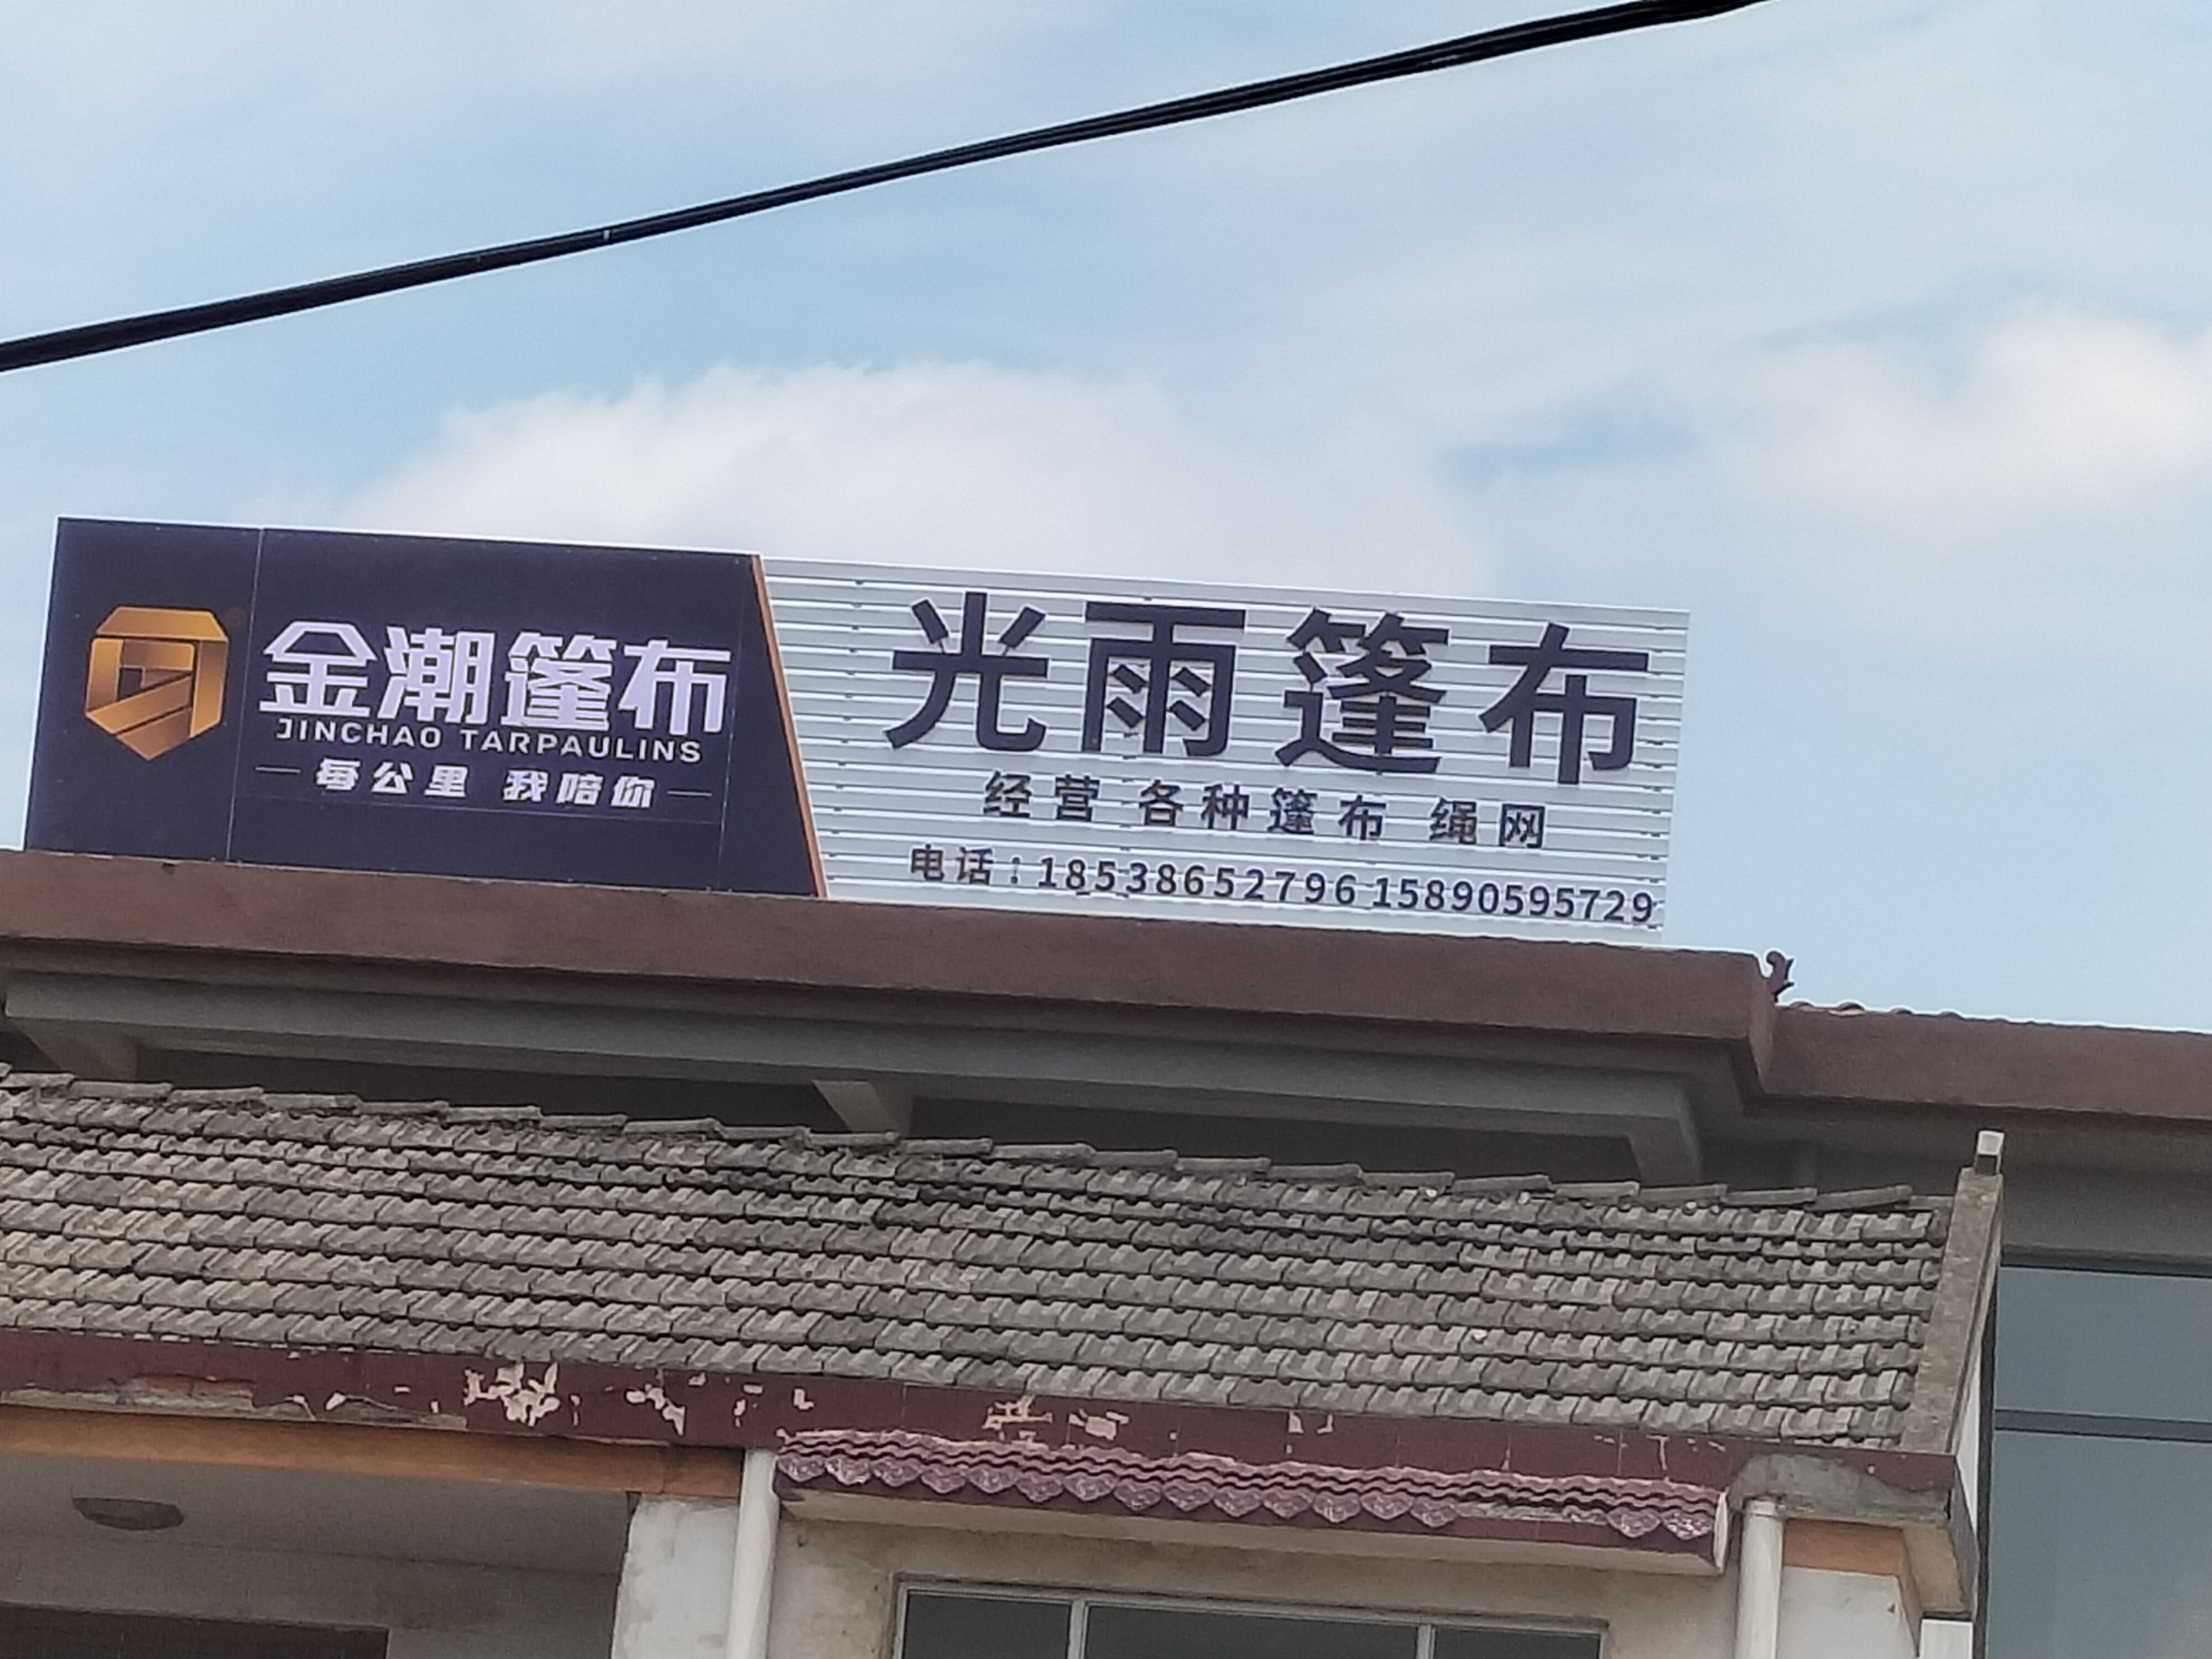 金潮篷布
JINCHAO TARPAULINS
每公里 我陪你
光雨篷布
经营 各种篷布 绳网
电话：18538652796 15890595729